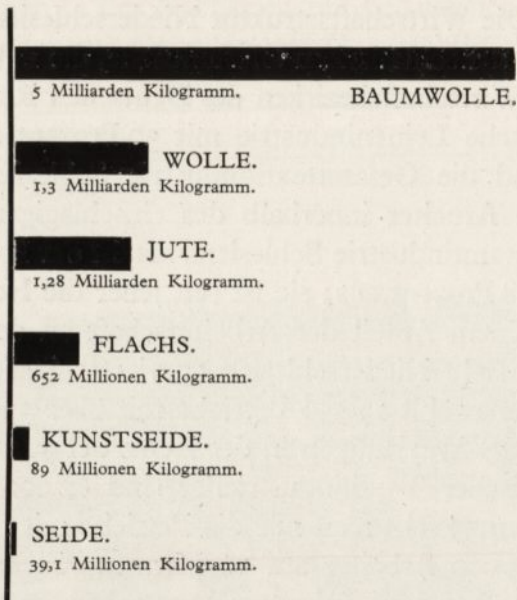 5 Milliarden Kilogramm. BAUMWOLLE.
WOLLE.
1,3 Milliarden Kilogramm.
JUTE.
1,28 Milliarden Kilogramm.
FLACHS.
652 Millionen Kilogramm.
KUNSTSEIDE.
89 Millionen Kilogramm.
SEIDE.
39,1 Millionen Kilogramm.